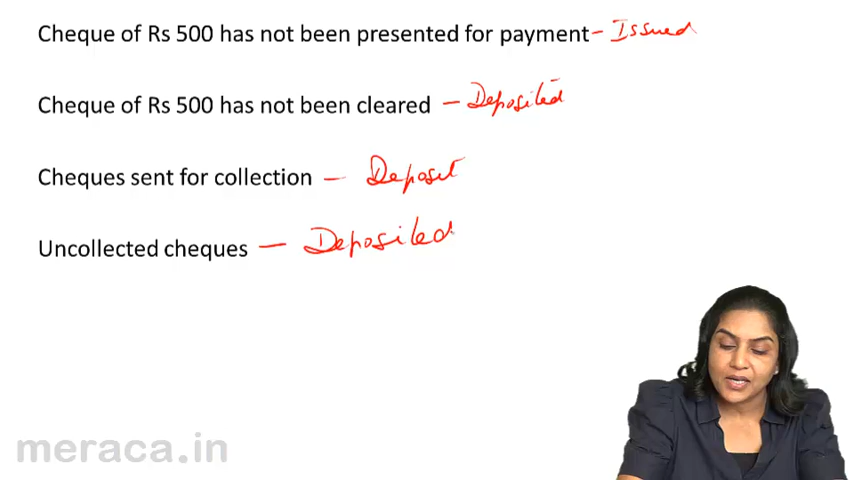 Cheque of Rs 500 has not been presented for payment – Issued
Cheque of Rs 500 has not been cleared – Deposited
Cheques sent for collection – Deposit
Uncollected cheques – Deposited
meraca.in